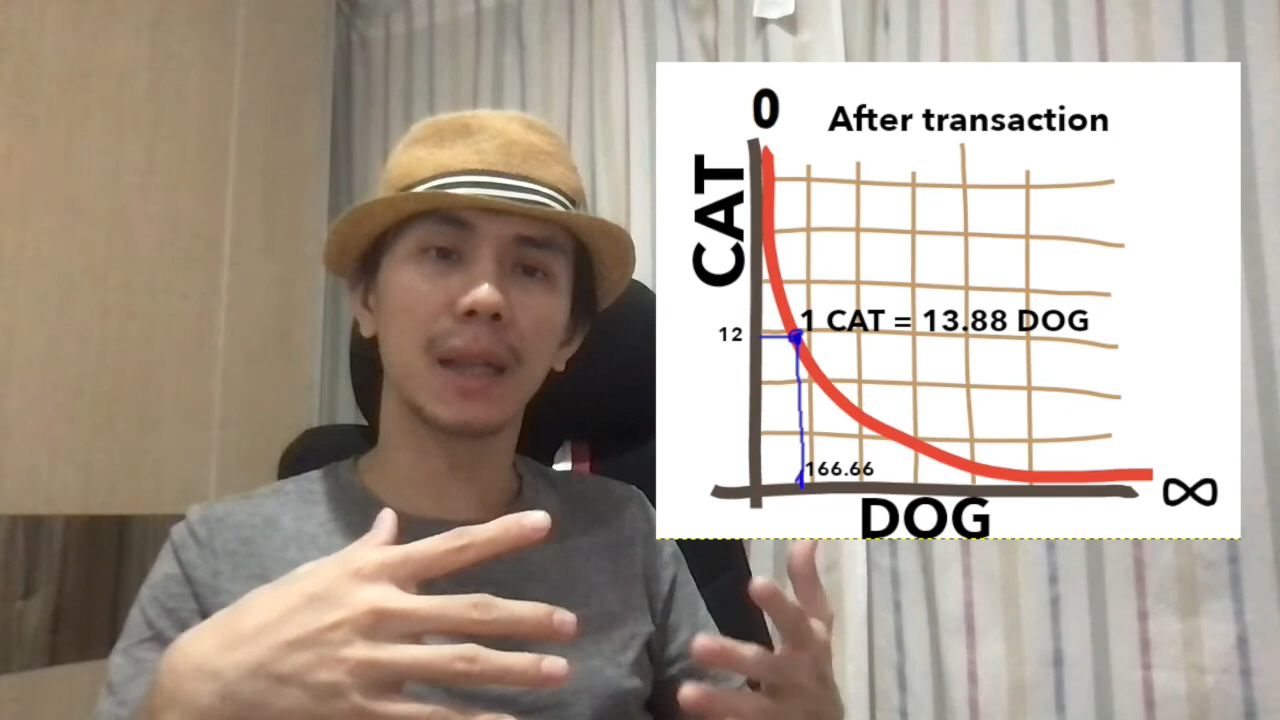 0
After transaction
CAT
1 CAT = 13.88 DOG
12
166.66
DOG
∞